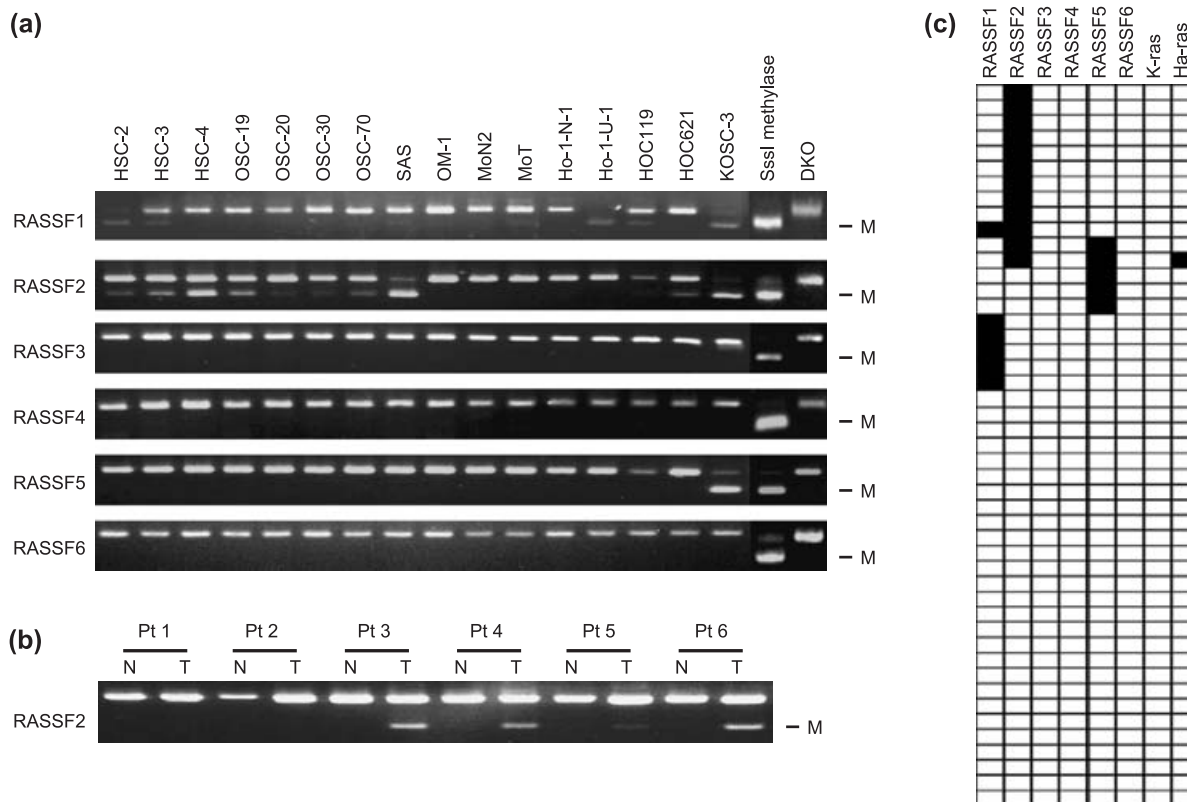 (a)
HSC-2 HSC-3 HSC-4 OSC-19 OSC-20 OSC-30 OSC-70 SAS OM-1 MoN2 MoT Ho-1-N-1 Ho-1-U-1 HOC119 HOC621 KOSC-3 SssI methylase DKO
RASSF1 – M
RASSF2 – M
RASSF3 – M
RASSF4 – M
RASSF5 – M
RASSF6 – M
(b)
Pt 1 Pt 2 Pt 3 Pt 4 Pt 5 Pt 6
N T N T N T N T N T N T
RASSF2 – M
(c)
RASSF1 RASSF2 RASSF3 RASSF4 RASSF5 RASSF6 K-ras Ha-ras